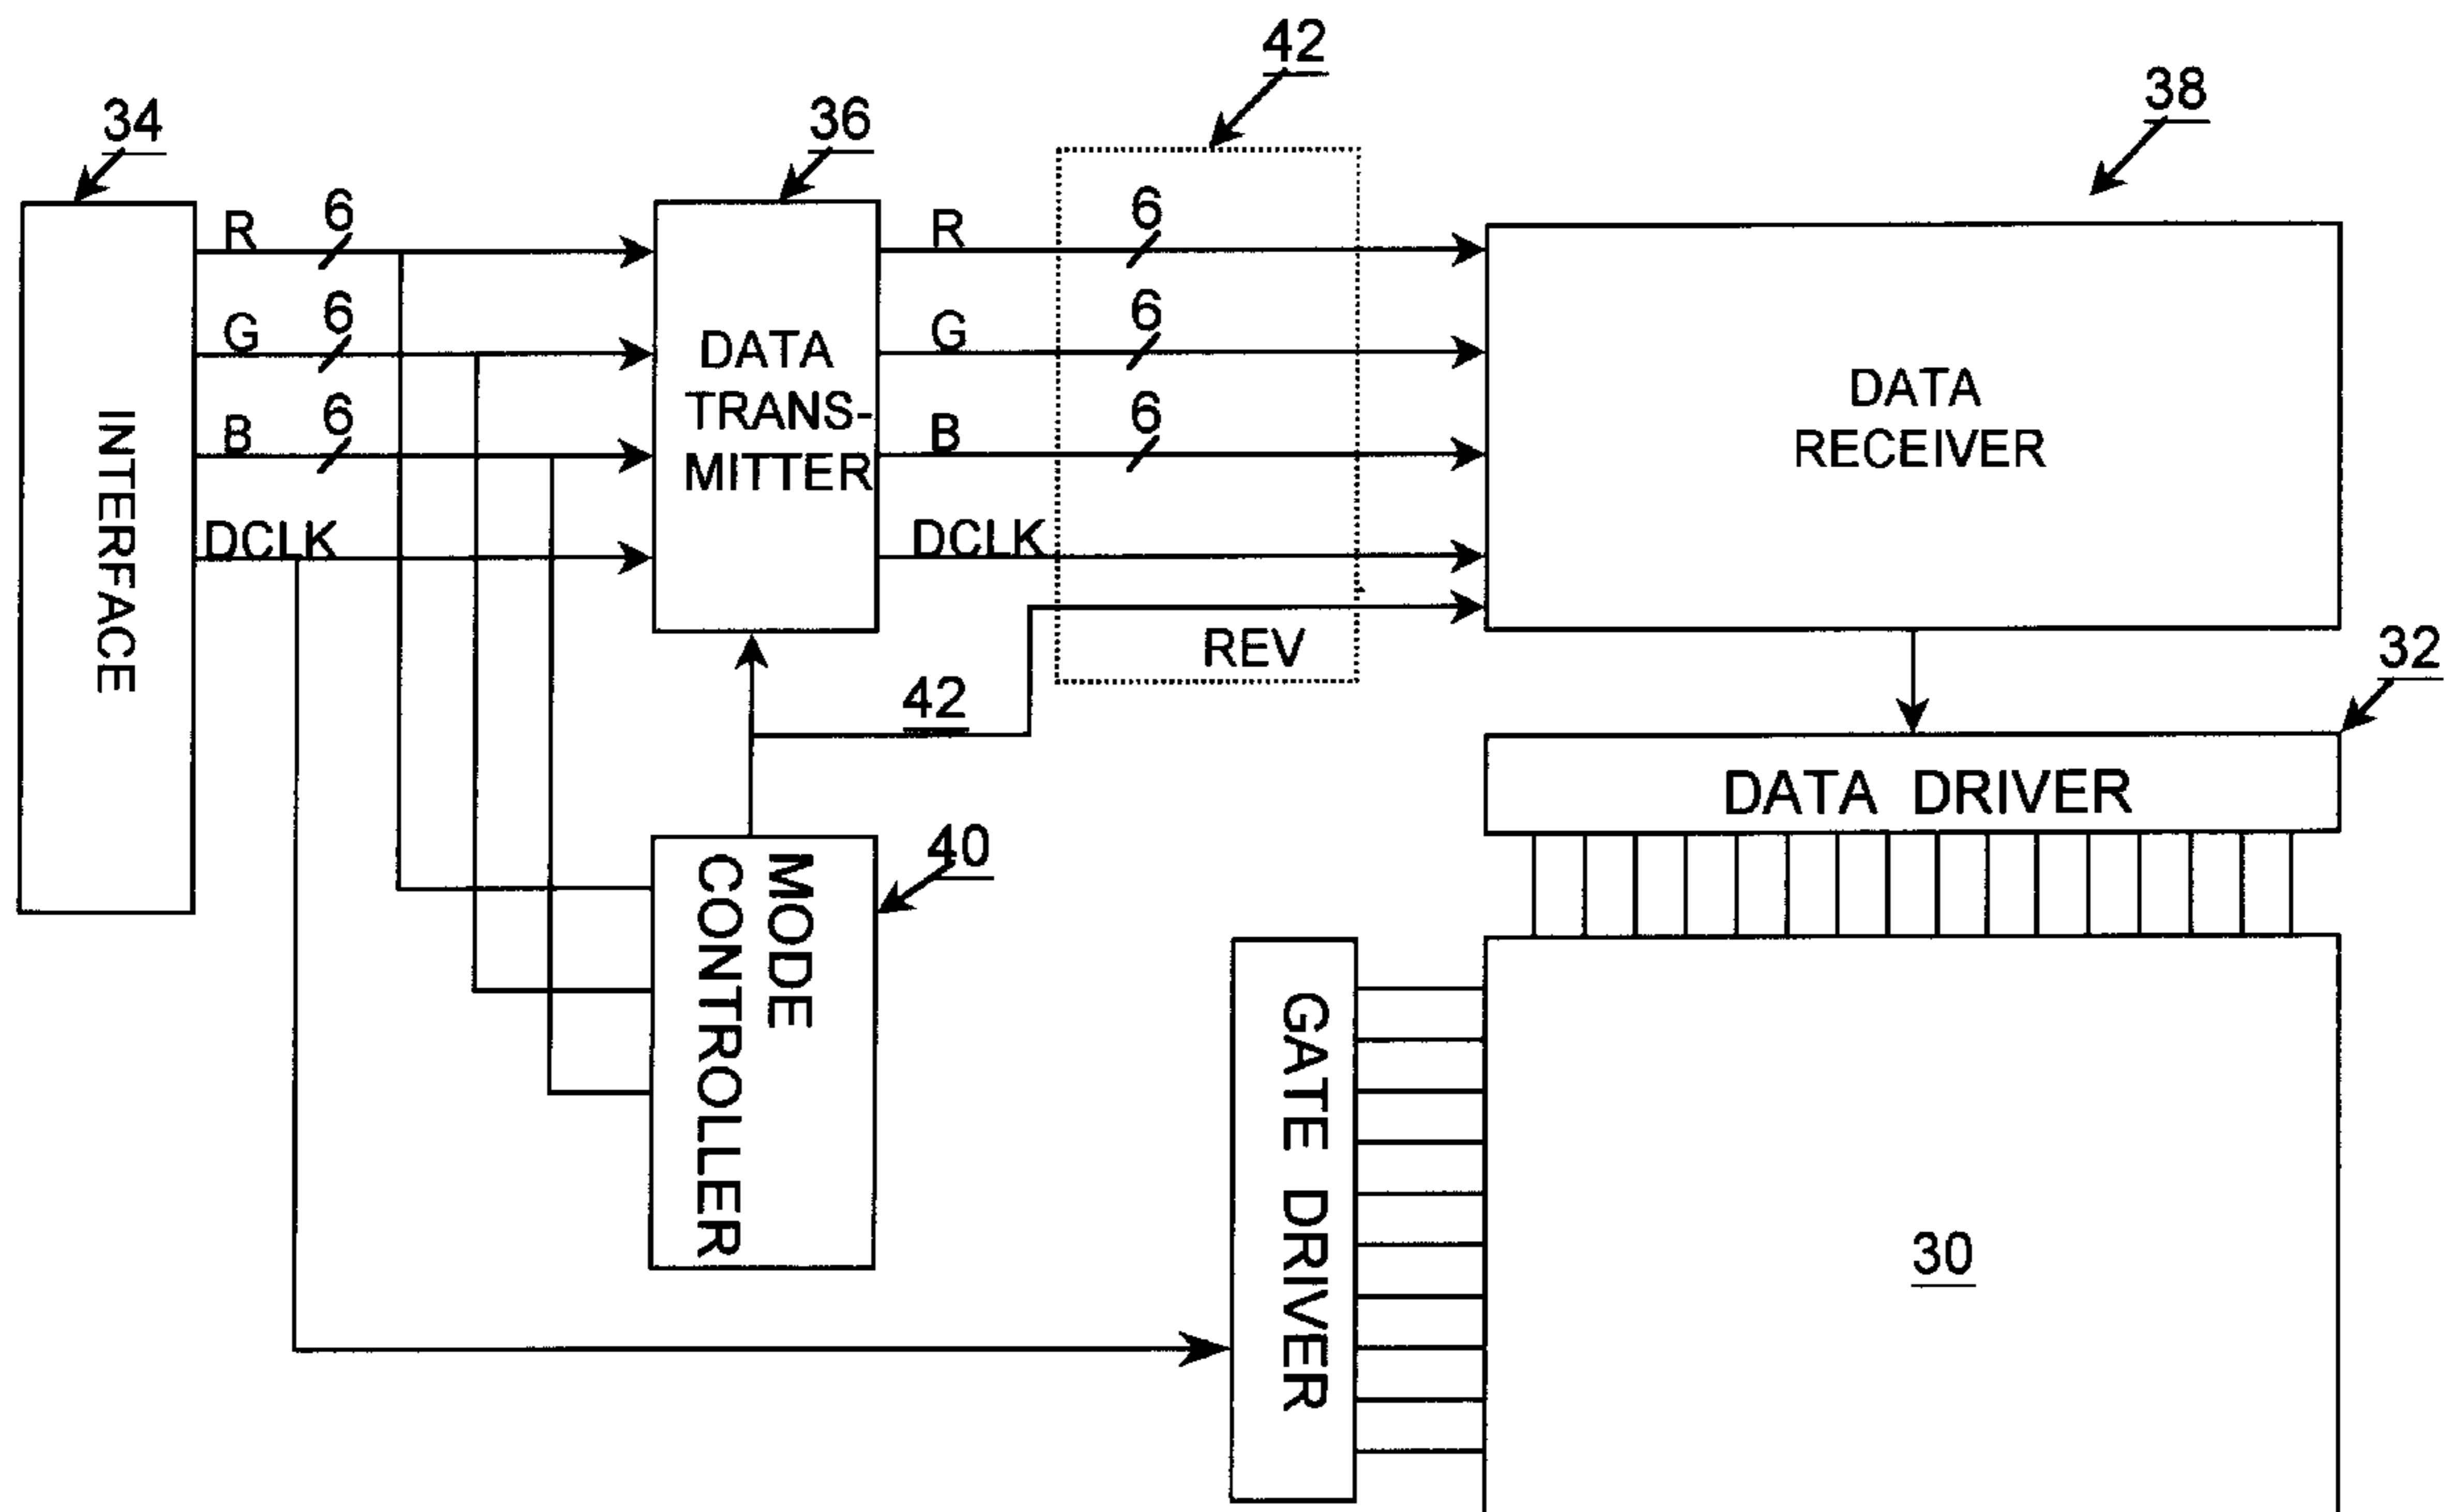 42
34
36
38
R 6
R 6
G 6
G 6
B 6
B 6
DCLK
DCLK
INTERFACE
DATA
TRANS-
MITTER
DATA
RECEIVER
REV
42
32
DATA DRIVER
40
MODE
CONTROLLER
GATE DRIVER
30